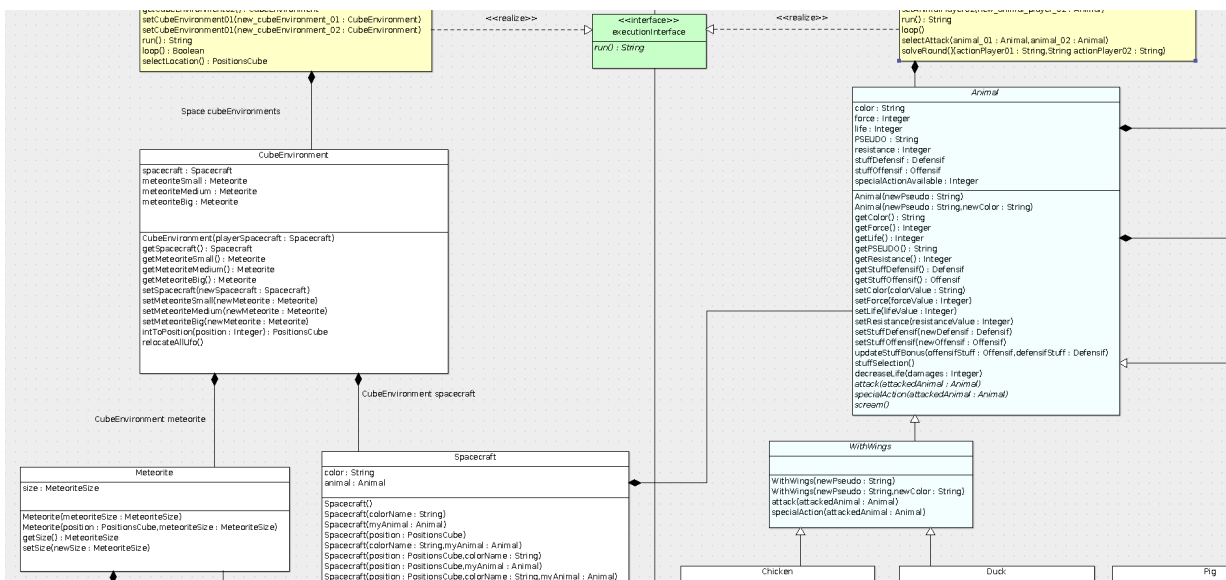 getCubeEnvironment02() : CubeEnvironment
setCubeEnvironment01(new_cubeEnvironment_01 : CubeEnvironment)
setCubeEnvironment02(new_cubeEnvironment_02 : CubeEnvironment)
run() : String
loop() : Boolean
selectLocation() : PositionsCube
<<realize>>
<<interface>>
executionInterface
run() : String
<<realize>>
setAnimalPlayer02(new_animal_player_02 : Animal)
run() : String
loop()
selectAttack(animal_01 : Animal,animal_02 : Animal)
solveRound()(actionPlayer01 : String,String actionPlayer02 : String)
Space cubeEnvironments
CubeEnvironment
spacecraft : Spacecraft
meteoriteSmall : Meteorite
meteoriteMedium : Meteorite
meteoriteBig : Meteorite
CubeEnvironment(playerSpacecraft : Spacecraft)
getSpacecraft() : Spacecraft
getMeteoriteSmall() : Meteorite
getMeteoriteMedium() : Meteorite
getMeteoriteBig() : Meteorite
setSpacecraft(newSpacecraft : Spacecraft)
setMeteoriteSmall(newMeteorite : Meteorite)
setMeteoriteMedium(newMeteorite : Meteorite)
setMeteoriteBig(newMeteorite : Meteorite)
intToPosition(position : Integer) : PositionsCube
relocateAllUfo()
Animal
color : String
force : Integer
life : Integer
PSEUDO : String
resistance : Integer
stuffDefensif : Defensif
stuffOffensif : Offensif
specialActionAvailable : Integer
Animal(newPseudo : String)
Animal(newPseudo : String,newColor : String)
getColor() : String
getForce() : Integer
getLife() : Integer
getPSEUDO() : String
getResistance() : Integer
getStuffDefensif() : Defensif
getStuffOffensif() : Offensif
setColor(colorValue : String)
setForce(forceValue : Integer)
setLife(lifeValue : Integer)
setResistance(resistanceValue : Integer)
setStuffDefensif(newDefensif : Defensif)
setStuffOffensif(newOffensif : Offensif)
updateStuffBonus(offensifStuff : Offensif,defensifStuff : Defensif)
stuffSelection()
decreaseLife(damages : Integer)
attack(attackedAnimal : Animal)
specialAction(attackedAnimal : Animal)
scream()
CubeEnvironment meteorite
CubeEnvironment spacecraft
Meteorite
size : MeteoriteSize
Meteorite(meteoriteSize : MeteoriteSize)
Meteorite(position : PositionsCube,meteoriteSize : MeteoriteSize)
getSize() : MeteoriteSize
setSize(newSize : MeteoriteSize)
Spacecraft
color : String
animal : Animal
Spacecraft()
Spacecraft(colorName : String)
Spacecraft(myAnimal : Animal)
Spacecraft(position : PositionsCube)
Spacecraft(colorName : String,myAnimal : Animal)
Spacecraft(position : PositionsCube,colorName : String)
Spacecraft(position : PositionsCube,myAnimal : Animal)
Spacecraft(position : PositionsCube,colorName : String,myAnimal : Animal)
WithWings
WithWings(newPseudo : String)
WithWings(newPseudo : String,newColor : String)
attack(attackedAnimal : Animal)
specialAction(attackedAnimal : Animal)
Chicken
Duck
Pig